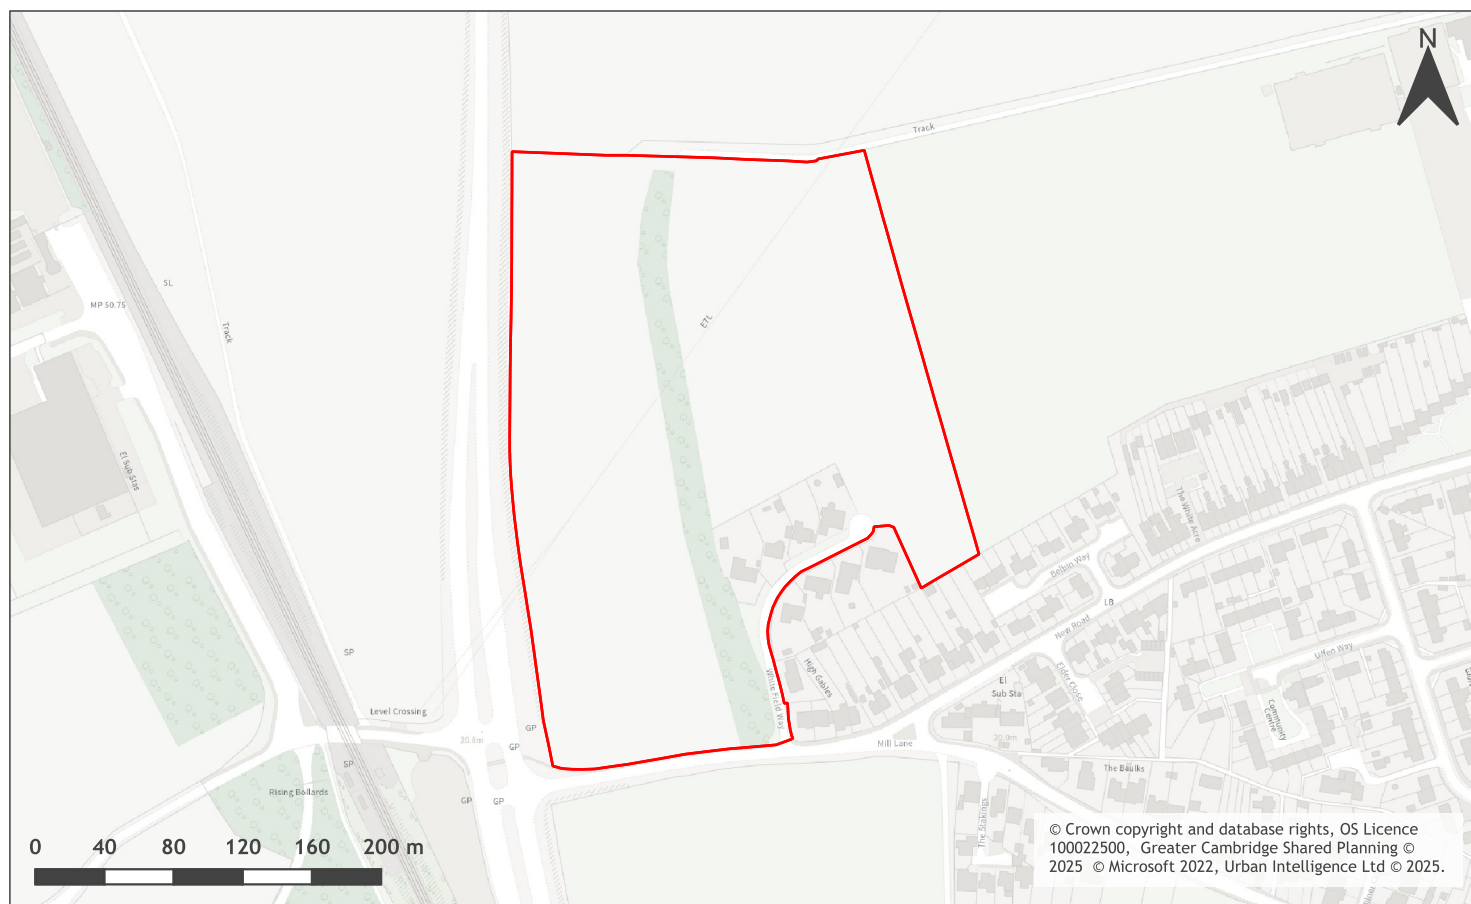 N
Track
SL
MP 50.75
Track
ETL
El Sub Stas
The White Acre
Belbin Way
LB
New Road
Uffen Way
SP
High Gables
White Field Way
El
Sub Sta
Elder Close
Level Crossing
GP
20.8m
GP
Community
Centre
20.0m
Mill Lane
SP
The Baulks
Rising Bollards
GP
GP
The Stakings
0 40 80 120 160 200 m
© Crown copyright and database rights, OS Licence
100022500, Greater Cambridge Shared Planning ©
2025 © Microsoft 2022, Urban Intelligence Ltd © 2025.